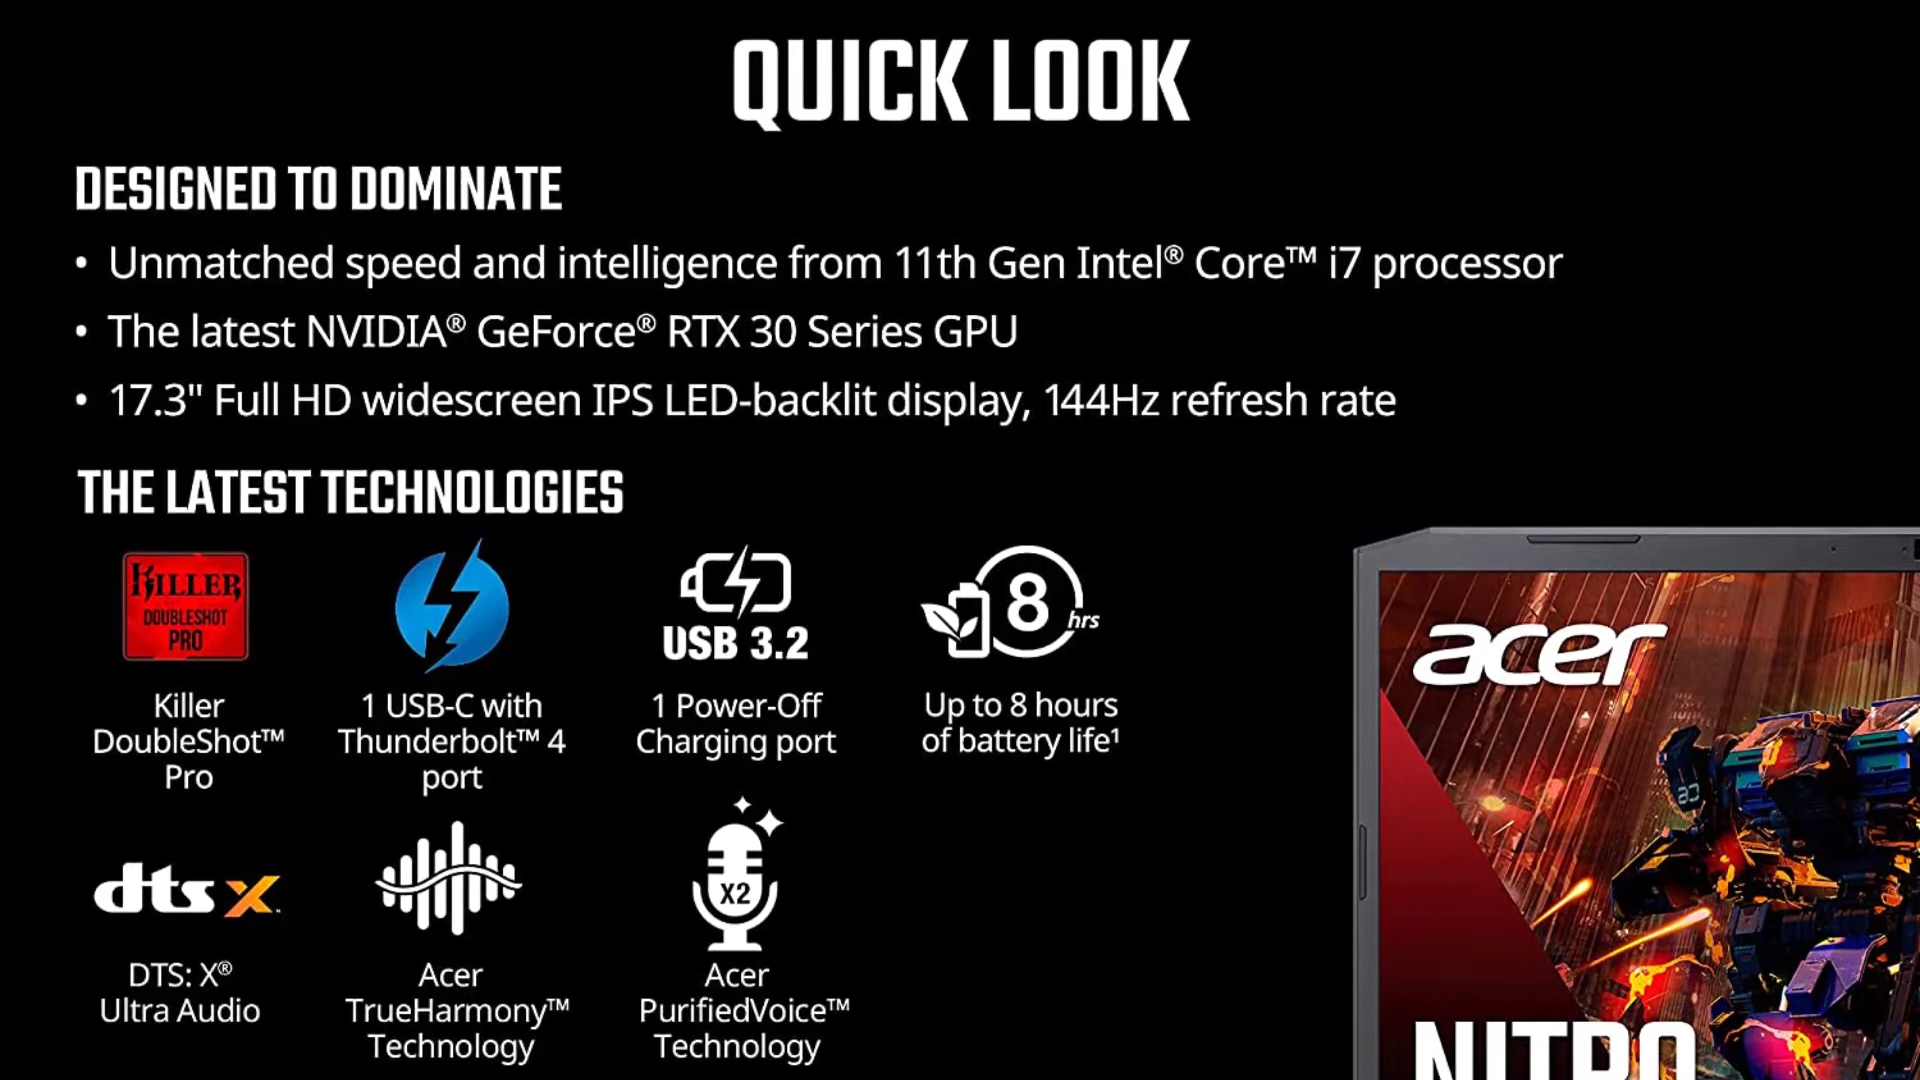 QUICK LOOK
DESIGNED TO DOMINATE
• Unmatched speed and intelligence from 11th Gen Intel® Core™ i7 processor
• The latest NVIDIA® GeForce® RTX 30 Series GPU
• 17.3" Full HD widescreen IPS LED-backlit display, 144Hz refresh rate
THE LATEST TECHNOLOGIES
KILLER
DOUBLESHOT
PRO
Killer
DoubleShot™
Pro
1 USB-C with
Thunderbolt™ 4
port
USB 3.2
1 Power-Off
Charging port
8 hrs
Up to 8 hours
of battery life¹
dts X
DTS: X®
Ultra Audio
Acer
TrueHarmony™
Technology
X2
Acer
PurifiedVoice™
Technology
acer
NITRO